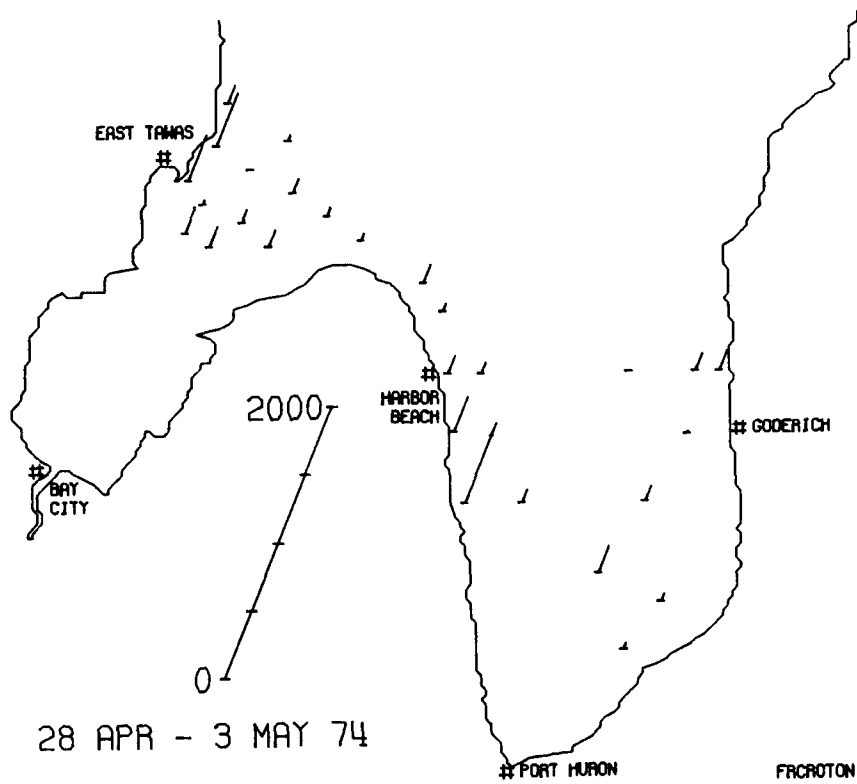 EAST TAWAS
#
2000
#
HARBOR
BEACH
# GODERICH
#
BAY
CITY
0
28 APR - 3 MAY 74
# PORT HURON
FRCROTON